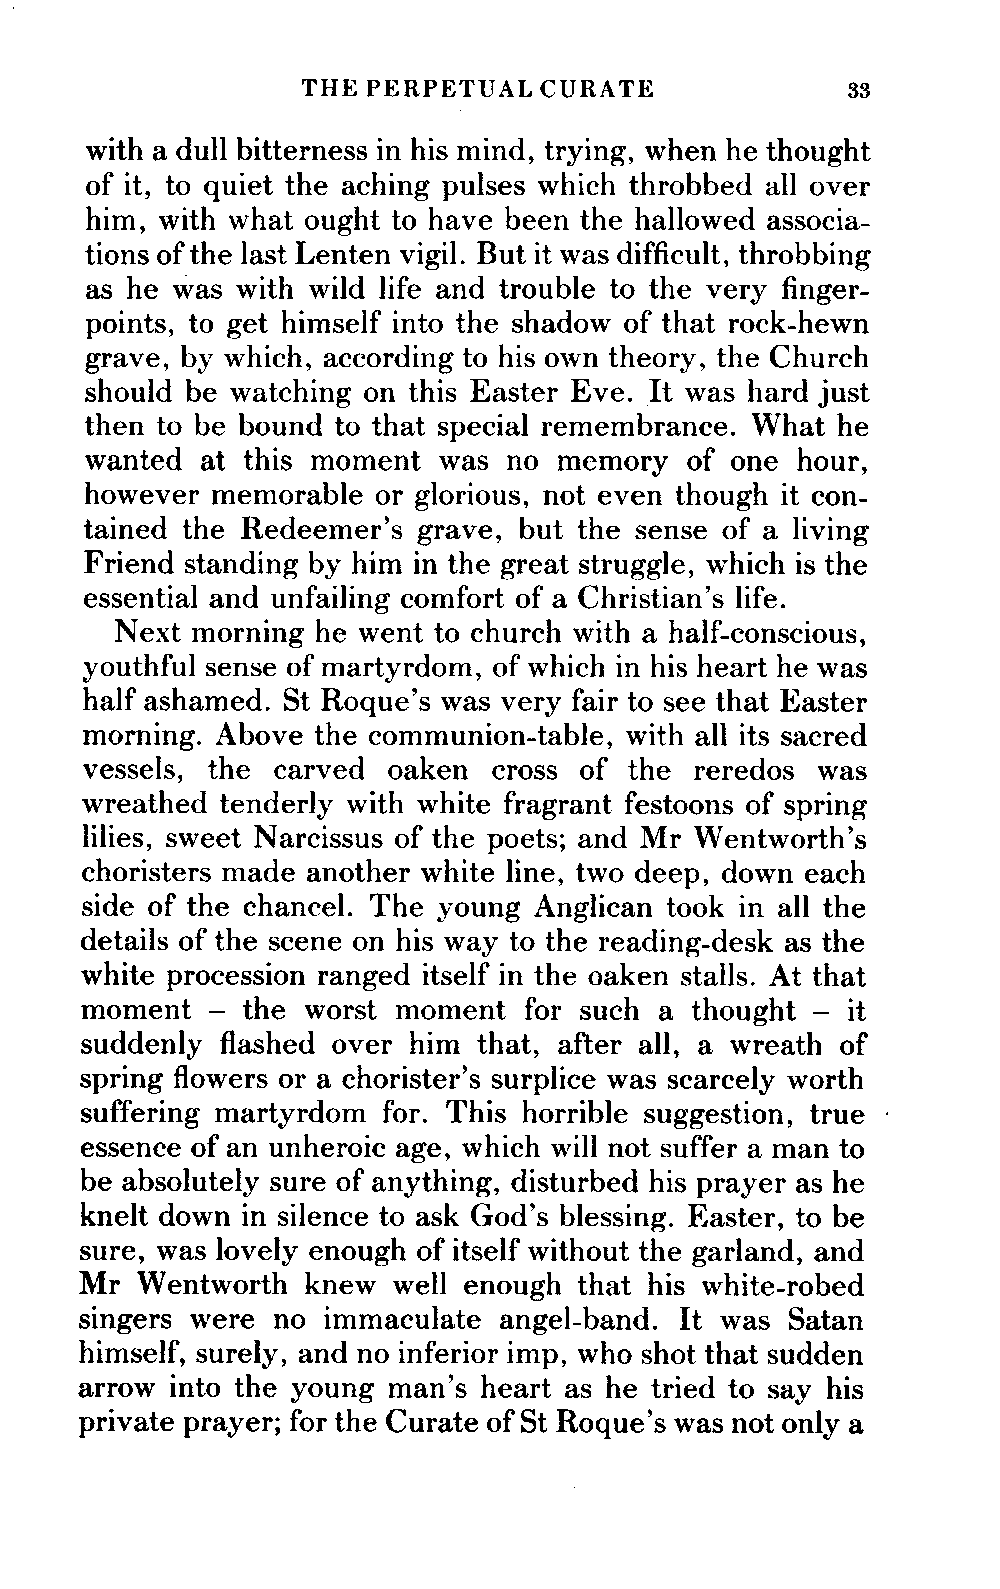 THE PERPETUAL CURATE 33
with a dull bitterness in his mind, trying, when he thought
of it, to quiet the aching pulses which throbbed all over
him, with what ought to have been the hallowed associa-
tions of the last Lenten vigil. But it was difficult, throbbing
as he was with wild life and trouble to the very finger-
points, to get himself into the shadow of that rock-hewn
grave, by which, according to his own theory, the Church
should be watching on this Easter Eve. It was hard just
then to be bound to that special remembrance. What he
wanted at this moment was no memory of one hour,
however memorable or glorious, not even though it con-
tained the Redeemer's grave, but the sense of a living
Friend standing by him in the great struggle, which is the
essential and unfailing comfort of a Christian's life.
Next morning he went to church with a half-conscious,
youthful sense of martyrdom, of which in his heart he was
half ashamed. St Roque's was very fair to see that Easter
morning. Above the communion-table, with all its sacred
vessels, the carved oaken cross of the reredos was
wreathed tenderly with white fragrant festoons of spring
lilies, sweet Narcissus of the poets; and Mr Wentworth's
choristers made another white line, two deep, down each
side of the chancel. The young Anglican took in all the
details of the scene on his way to the reading-desk as the
white procession ranged itself in the oaken stalls. At that
moment – the worst moment for such a thought – it
suddenly flashed over him that, after all, a wreath of
spring flowers or a chorister's surplice was scarcely worth
suffering martyrdom for. This horrible suggestion, true
essence of an unheroic age, which will not suffer a man to
be absolutely sure of anything, disturbed his prayer as he
knelt down in silence to ask God's blessing. Easter, to be
sure, was lovely enough of itself without the garland, and
Mr Wentworth knew well enough that his white-robed
singers were no immaculate angel-band. It was Satan
himself, surely, and no inferior imp, who shot that sudden
arrow into the young man's heart as he tried to say his
private prayer; for the Curate of St Roque's was not only a